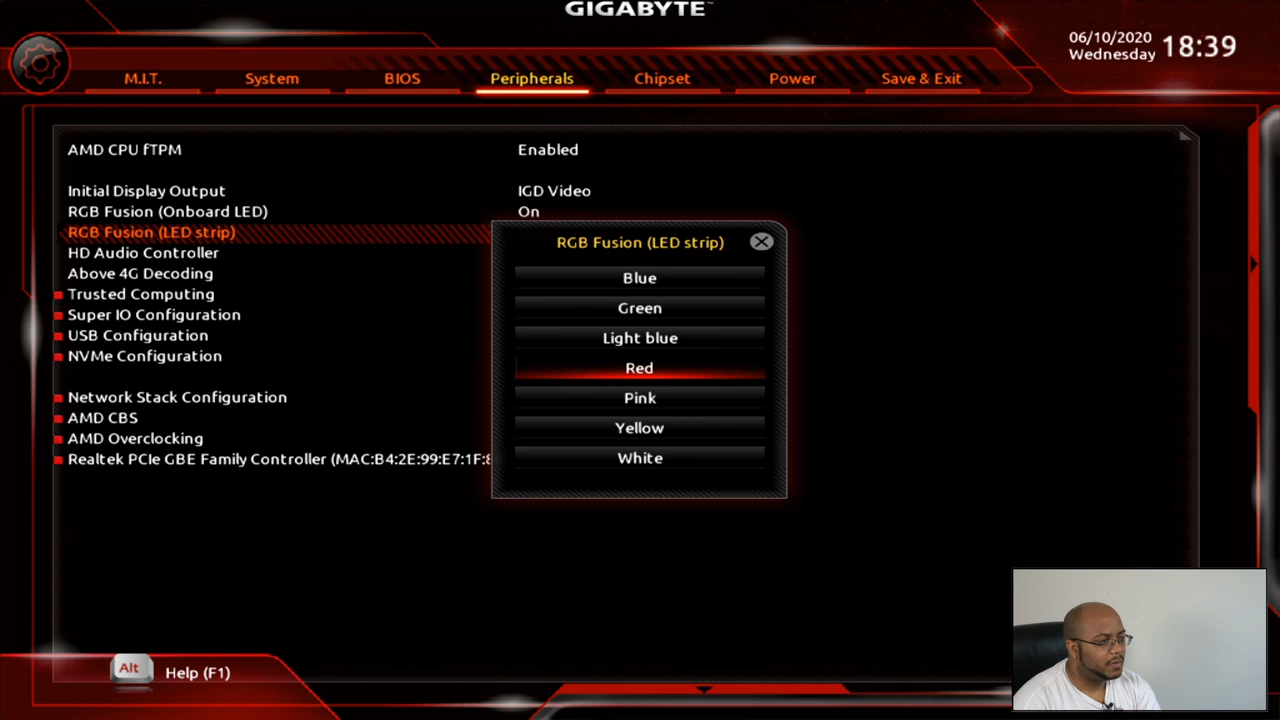 GIGABYTE™
06/10/2020
Wednesday
18:39
M.I.T.
System
BIOS
Peripherals
Chipset
Power
Save & Exit
AMD CPU fTPM
Enabled
Initial Display Output
IGD Video
RGB Fusion (Onboard LED)
On
RGB Fusion (LED strip)
HD Audio Controller
Above 4G Decoding
Trusted Computing
Super IO Configuration
USB Configuration
NVMe Configuration
Network Stack Configuration
AMD CBS
AMD Overclocking
Realtek PCIe GBE Family Controller (MAC:B4:2E:99:E7:1F:8
RGB Fusion (LED strip)
Blue
Green
Light blue
Red
Pink
Yellow
White
Alt
Help (F1)